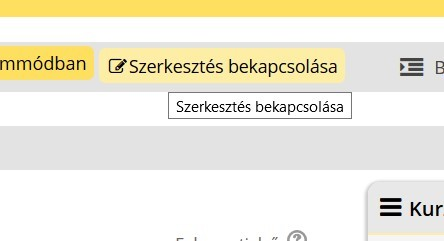 mmódban
Szerkesztés bekapcsolása
B
Szerkesztés bekapcsolása
Kur